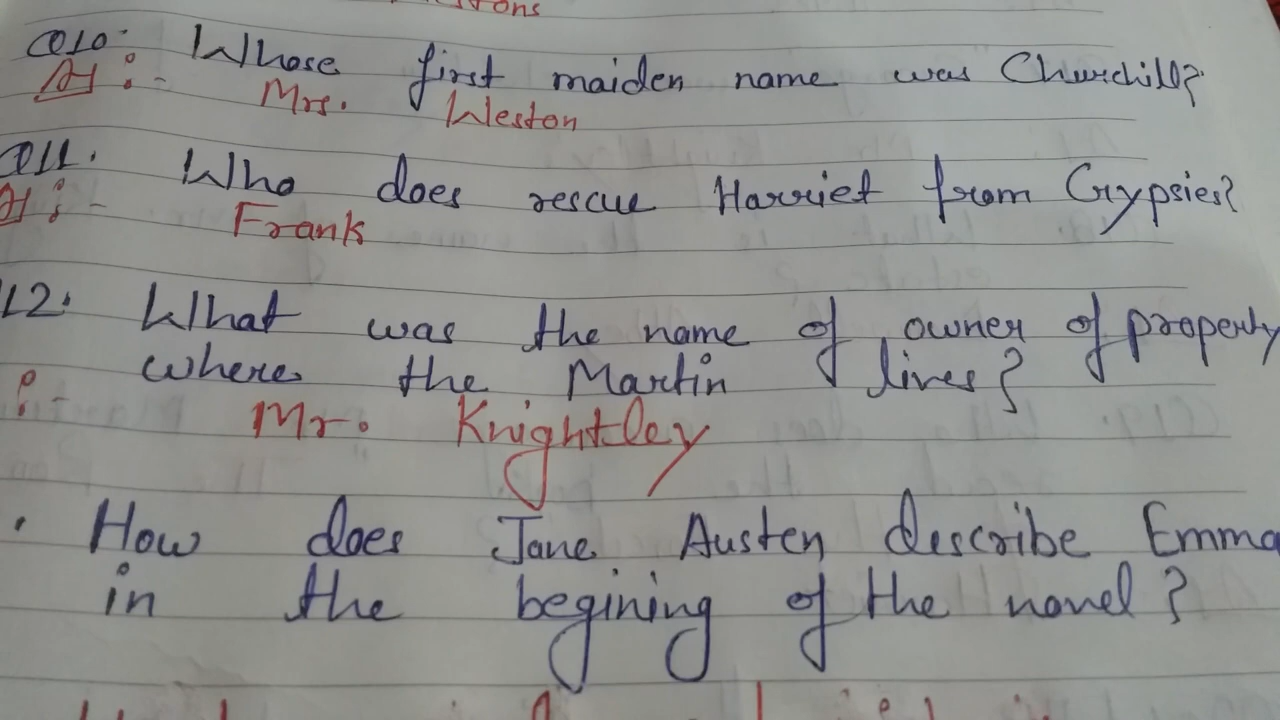 Q10. Whose first maiden name was Churchill?
A:- Mrs. Weston
Q11. Who does rescue Harriet from Gypsies?
A:- Frank
12. What was the name of owner of property
where the Martin lives?
:- Mr. Knightley
. How does Jane Austen describe Emma
in the begining of the novel?